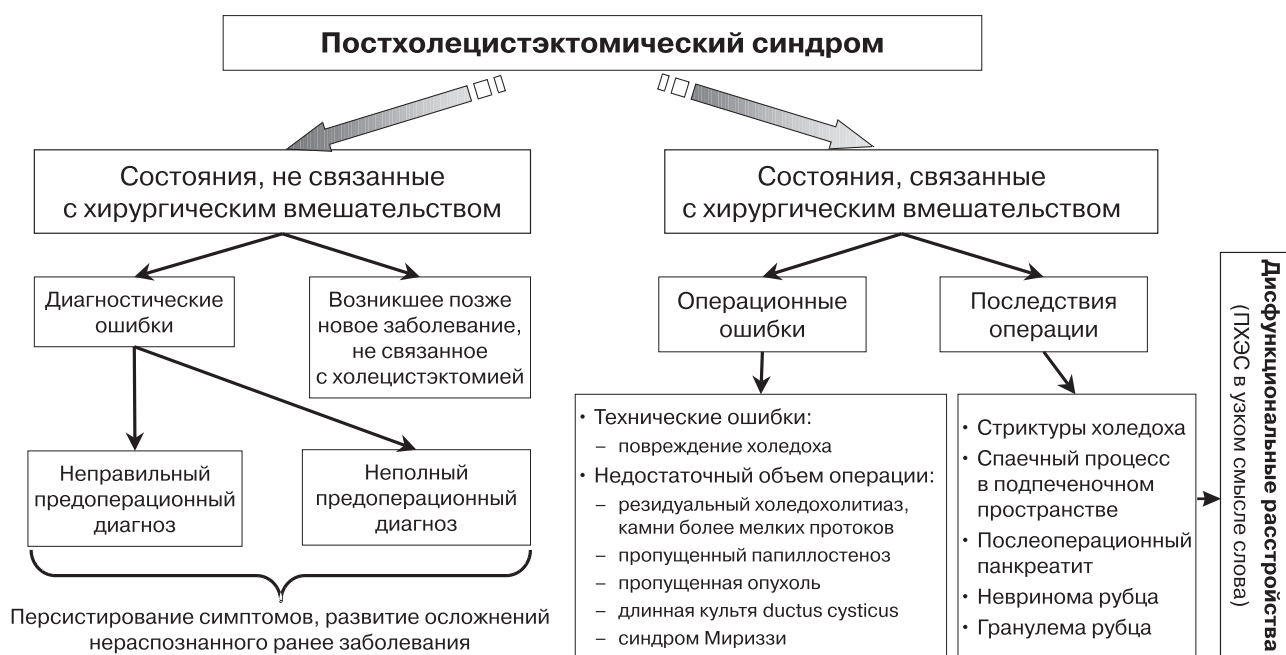 Постхолецистэктомический синдром
Состояния, не связанные
с хирургическим вмешательством
Состояния, связанные
с хирургическим вмешательством
Диагностические
ошибки
Возникшее позже
новое заболевание,
не связанное
с холецистэктомией
Операционные
ошибки
Последствия
операции
Неправильный
предоперационный
диагноз
Неполный
предоперационный
диагноз
Персистирование симптомов, развитие осложнений
нераспознанного ранее заболевания
• Технические ошибки:
– повреждение холедоха
• Недостаточный объем операции:
– резидуальный холедохолитиаз,
камни более мелких протоков
– пропущенный папиллостеноз
– пропущенная опухоль
– длинная культя ductus cysticus
– синдром Мириззи
• Стриктуры холедоха
• Спаечный процесс
в подпеченочном
пространстве
• Послеоперационный
панкреатит
• Невринома рубца
• Гранулема рубца
Дисфункциональные расстройства
(ПХЭС в узком смысле слова)